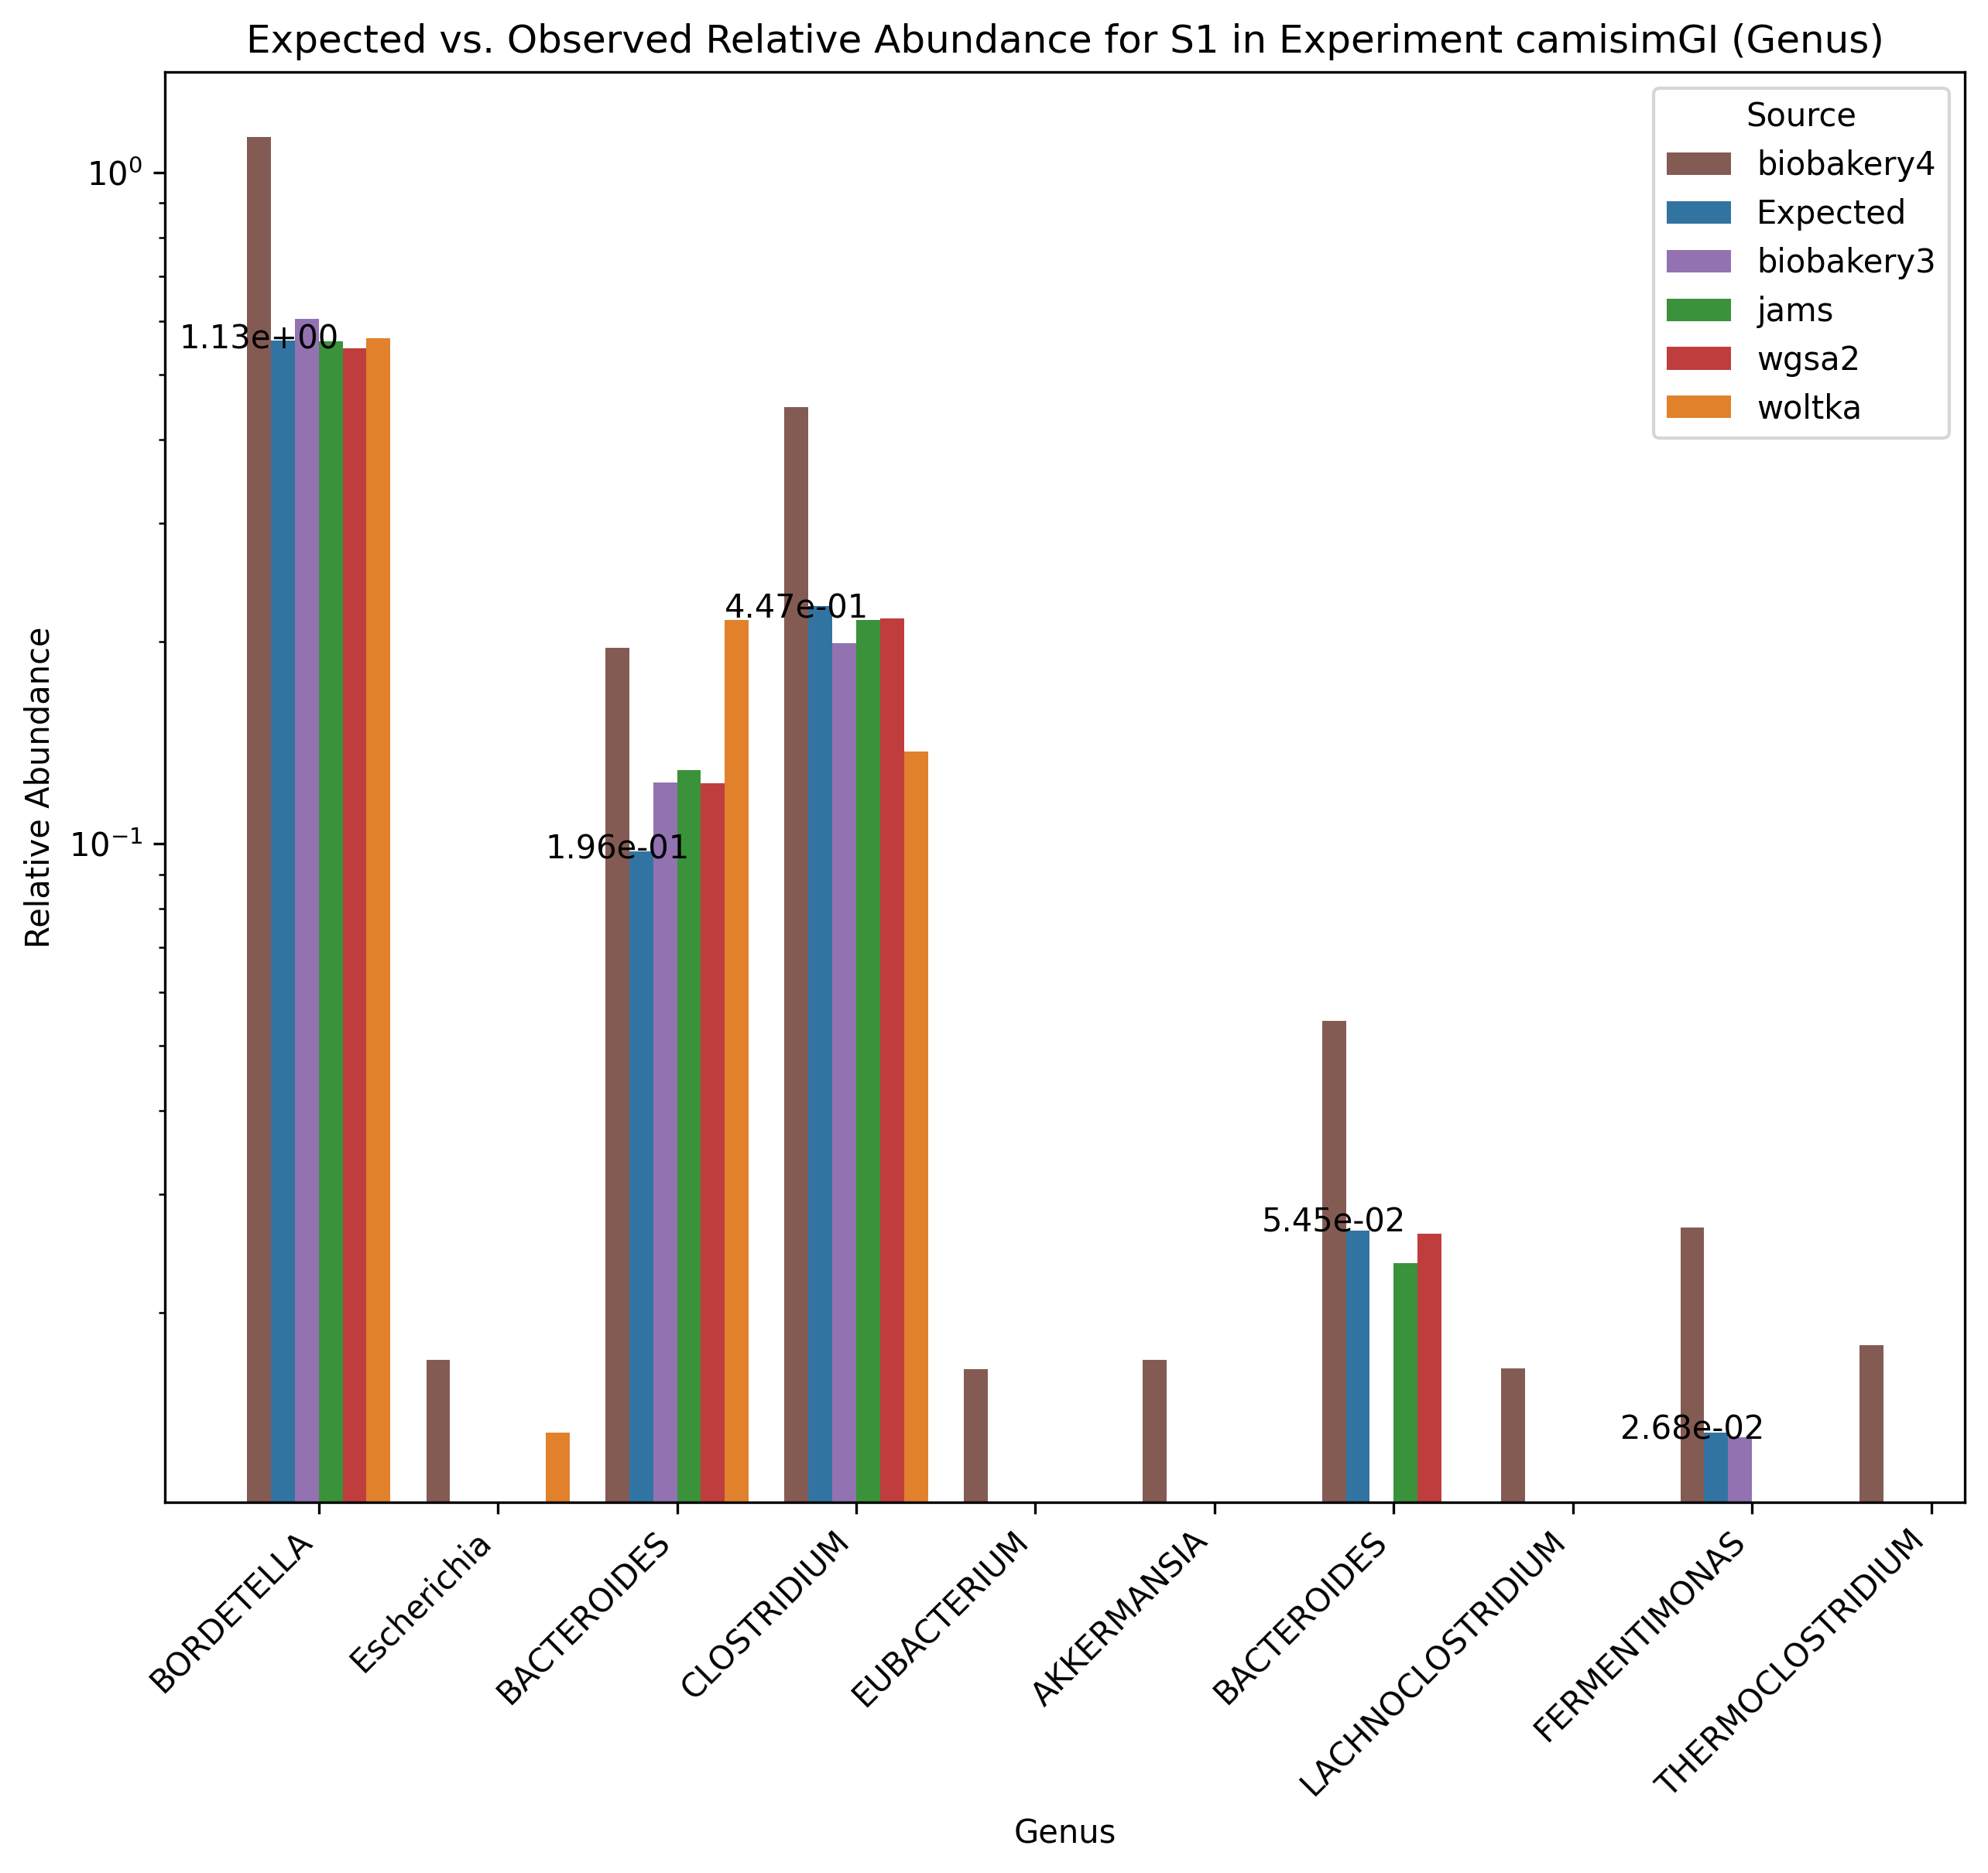 Expected vs. Observed Relative Abundance for S1 in Experiment camisimGI (Genus)
Source
biobakery4
Expected
biobakery3
jams
wgsa2
woltka
Relative Abundance
10⁰
10⁻¹
1.13e+00
1.96e-01
4.47e-01
5.45e-02
2.68e-02
BORDETELLA
Escherichia
BACTEROIDES
CLOSTRIDIUM
EUBACTERIUM
AKKERMANSIA
BACTEROIDES
LACHNOCLOSTRIDIUM
FERMENTIMONAS
THERMOCLOSTRIDIUM
Genus